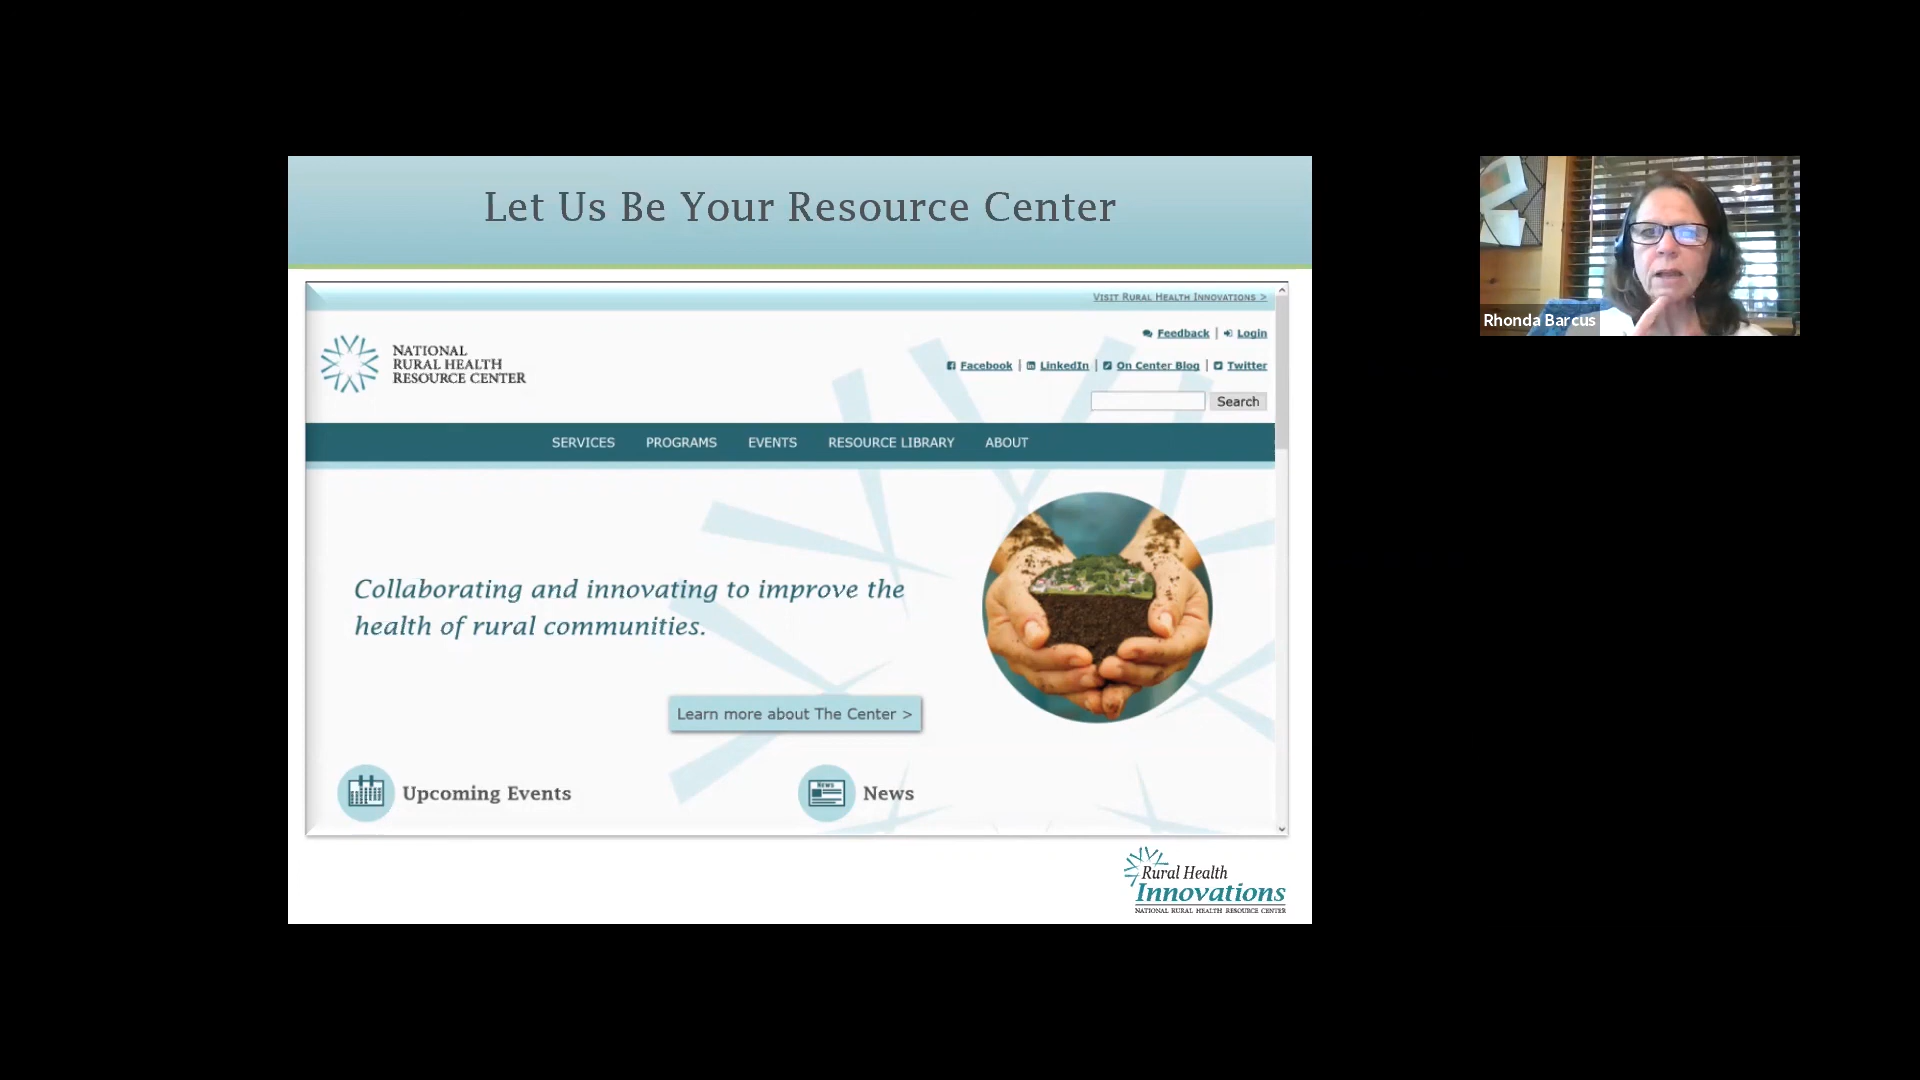 Let Us Be Your Resource Center
VISIT RURAL HEALTH INNOVATIONS >
Feedback | Login
NATIONAL
RURAL HEALTH
RESOURCE CENTER
Facebook | LinkedIn | On Center Blog | Twitter
Search
SERVICES PROGRAMS EVENTS RESOURCE LIBRARY ABOUT
Collaborating and innovating to improve the
health of rural communities.
Learn more about The Center >
Upcoming Events
News
News
Rural Health
Innovations
NATIONAL RURAL HEALTH RESOURCE CENTER
Rhonda Barcus